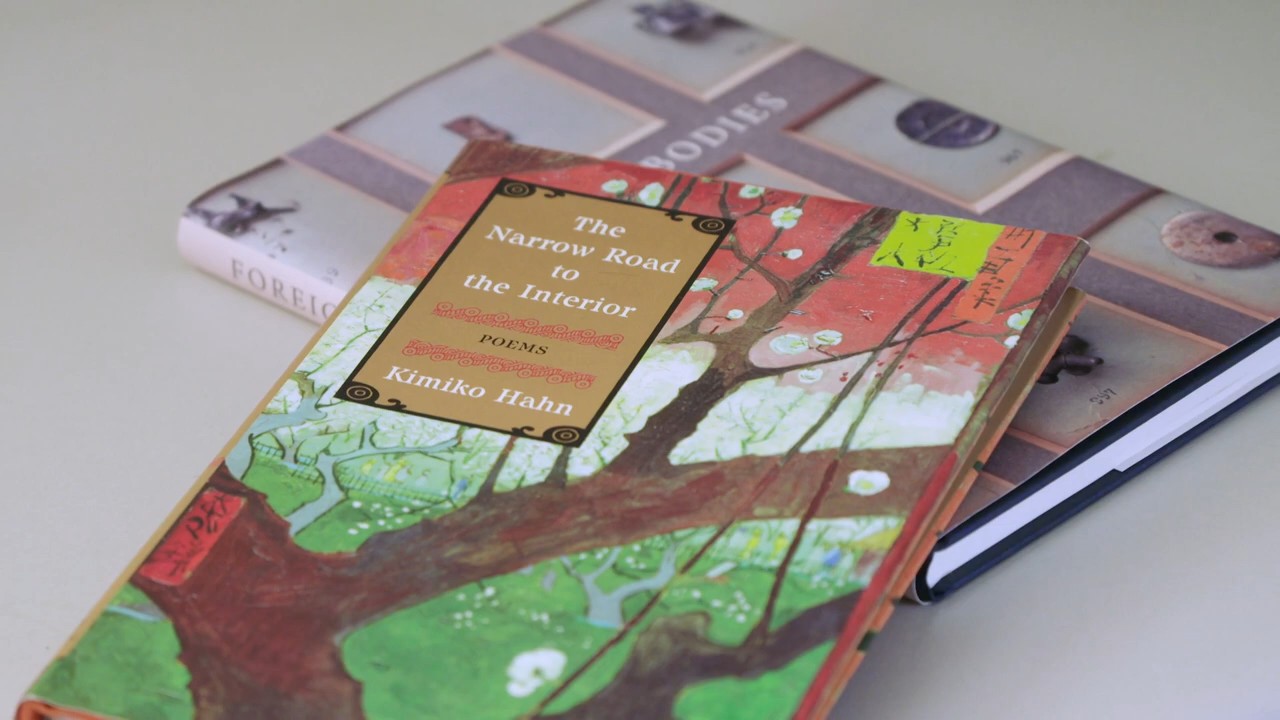 The
Narrow Road
to
the Interior
POEMS
Kimiko Hahn
BODIES
FOREIG